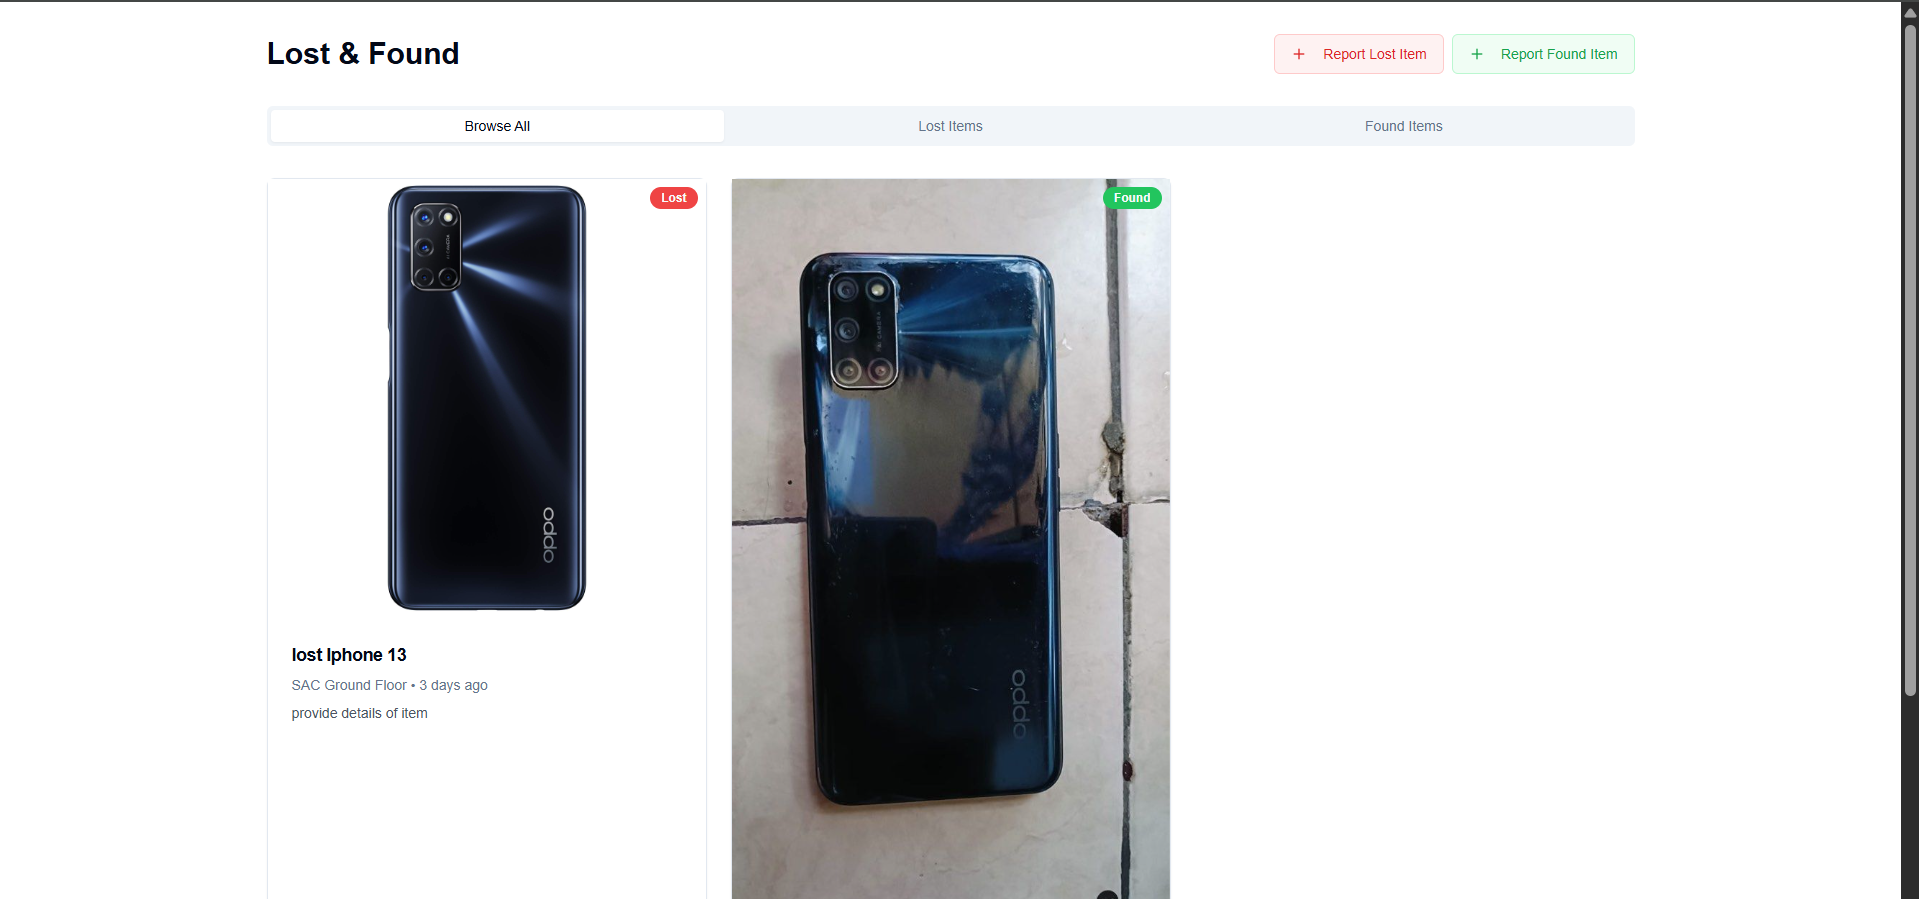 Lost & Found
Report Lost Item
Report Found Item
Browse All
Lost Items
Found Items
Lost
Found
oppo
oppo
lost Iphone 13
SAC Ground Floor • 3 days ago
provide details of item